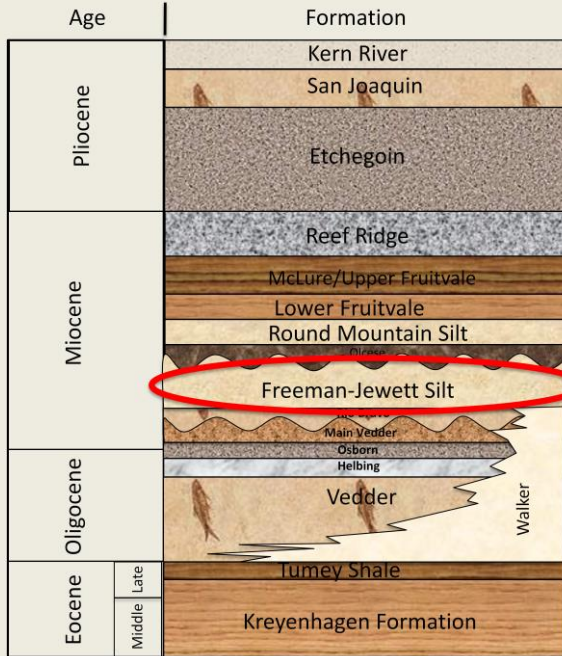 Age Formation
Kern River
San Joaquin
Pliocene
Etchegoin
Reef Ridge
McLure/Upper Fruitvale
Lower Fruitvale
Miocene
Round Mountain Silt
Olcese
Freeman-Jewett Silt
Main Vedder
Osborn
Helbing
Oligocene
Vedder
Walker
Tumey Shale
Eocene
Late
Middle
Kreyenhagen Formation